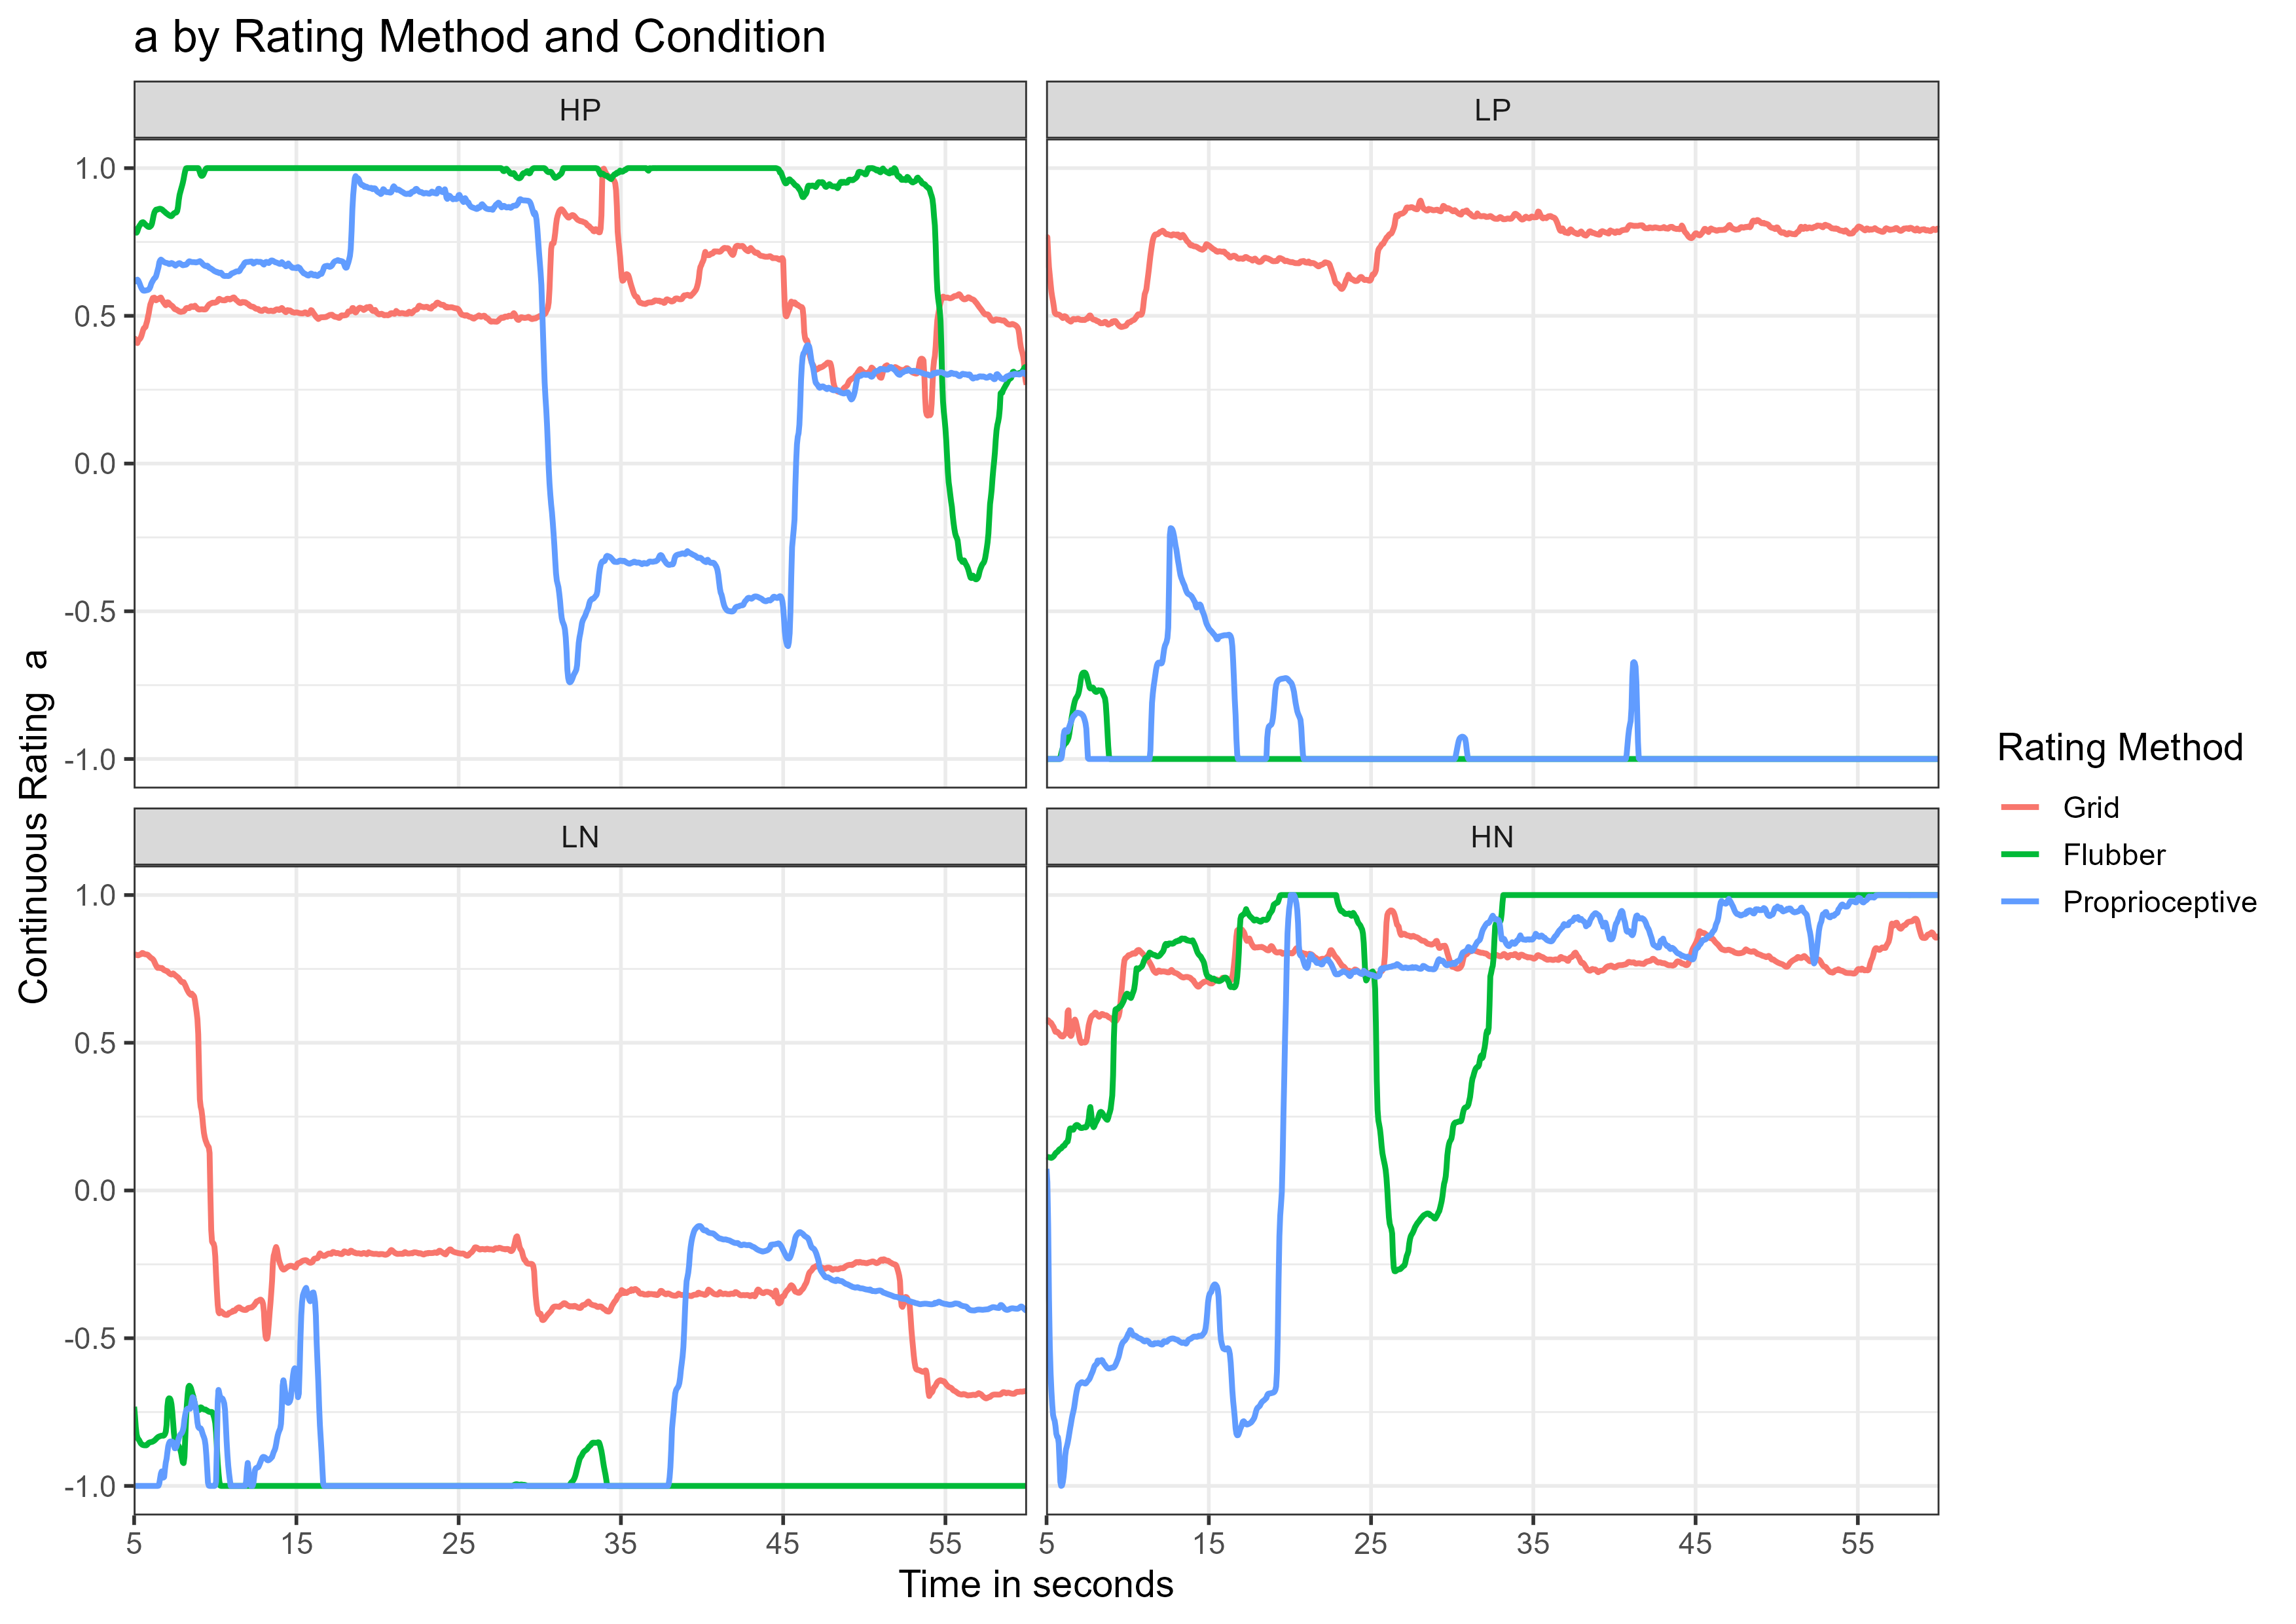 a by Rating Method and Condition
HP
LP
1.0
0.5
0.0
-0.5
-1.0
LN
HN
1.0
0.5
0.0
-0.5
-1.0
5 15 25 35 45 55
5 15 25 35 45 55
Time in seconds
Continuous Rating a
Rating Method
Grid
Flubber
Proprioceptive